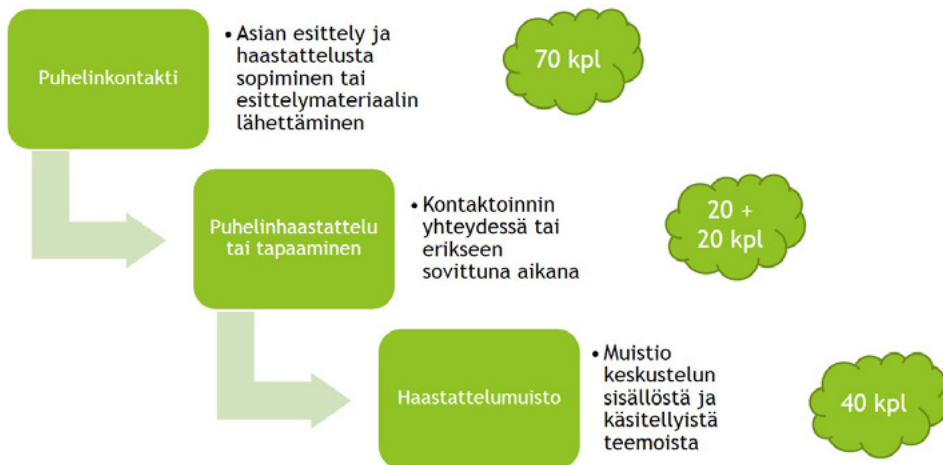 Puhelinkontakti
• Asian esittely ja
haastattelusta
sopiminen tai
esittelymateriaalin
lähettäminen
70 kpl
Puhelinhaastattelu
tai tapaaminen
• Kontaktoinnin
yhteydessä tai
erikseen
sovittuna aikana
20 +
20 kpl
Haastattelumuisto
• Muistio
keskustelun
sisällöstä ja
käsitellyistä
teemoista
40 kpl